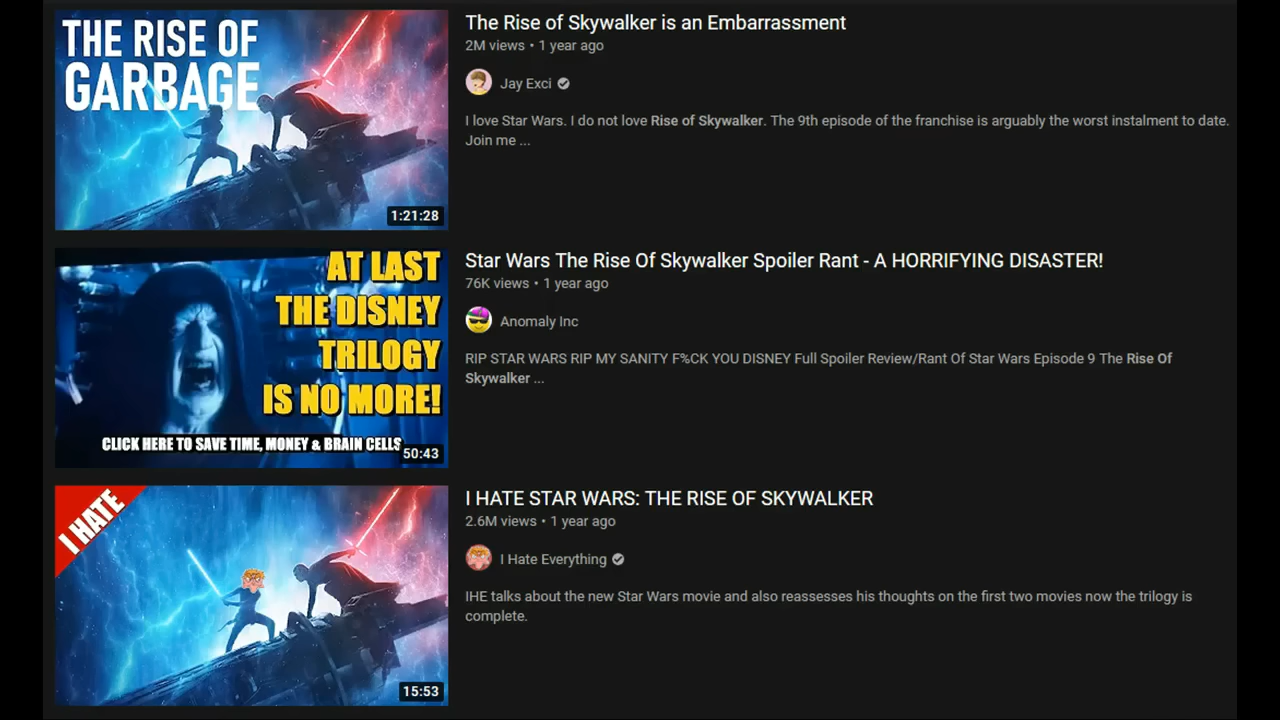 THE RISE OF
GARBAGE
1:21:28
The Rise of Skywalker is an Embarrassment
2M views • 1 year ago
Jay Exci
I love Star Wars. I do not love Rise of Skywalker. The 9th episode of the franchise is arguably the worst instalment to date.
Join me ...
AT LAST
THE DISNEY
TRILOGY
IS NO MORE!
CLICK HERE TO SAVE TIME, MONEY & BRAIN CELLS
50:43
Star Wars The Rise Of Skywalker Spoiler Rant - A HORRIFYING DISASTER!
76K views • 1 year ago
Anomaly Inc
RIP STAR WARS RIP MY SANITY F%CK YOU DISNEY Full Spoiler Review/Rant Of Star Wars Episode 9 The Rise Of
Skywalker ...
I HATE
15:53
I HATE STAR WARS: THE RISE OF SKYWALKER
2.6M views • 1 year ago
I Hate Everything
IHE talks about the new Star Wars movie and also reassesses his thoughts on the first two movies now the trilogy is
complete.